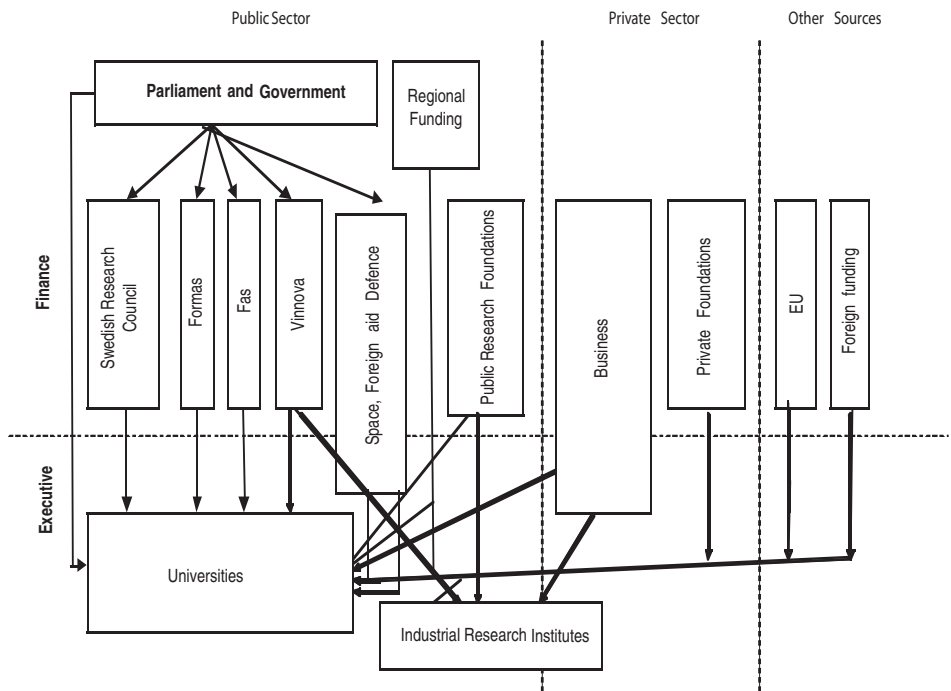 Public Sector
Private Sector
Other Sources
Parliament and Government
Regional
Funding
Finance
Swedish Research
Council
Formas
Fas
Vinnova
Space, Foreign aid Defence
Public Research Foundations
Business
Private Foundations
EU
Foreign funding
Executive
Universities
Industrial Research Institutes